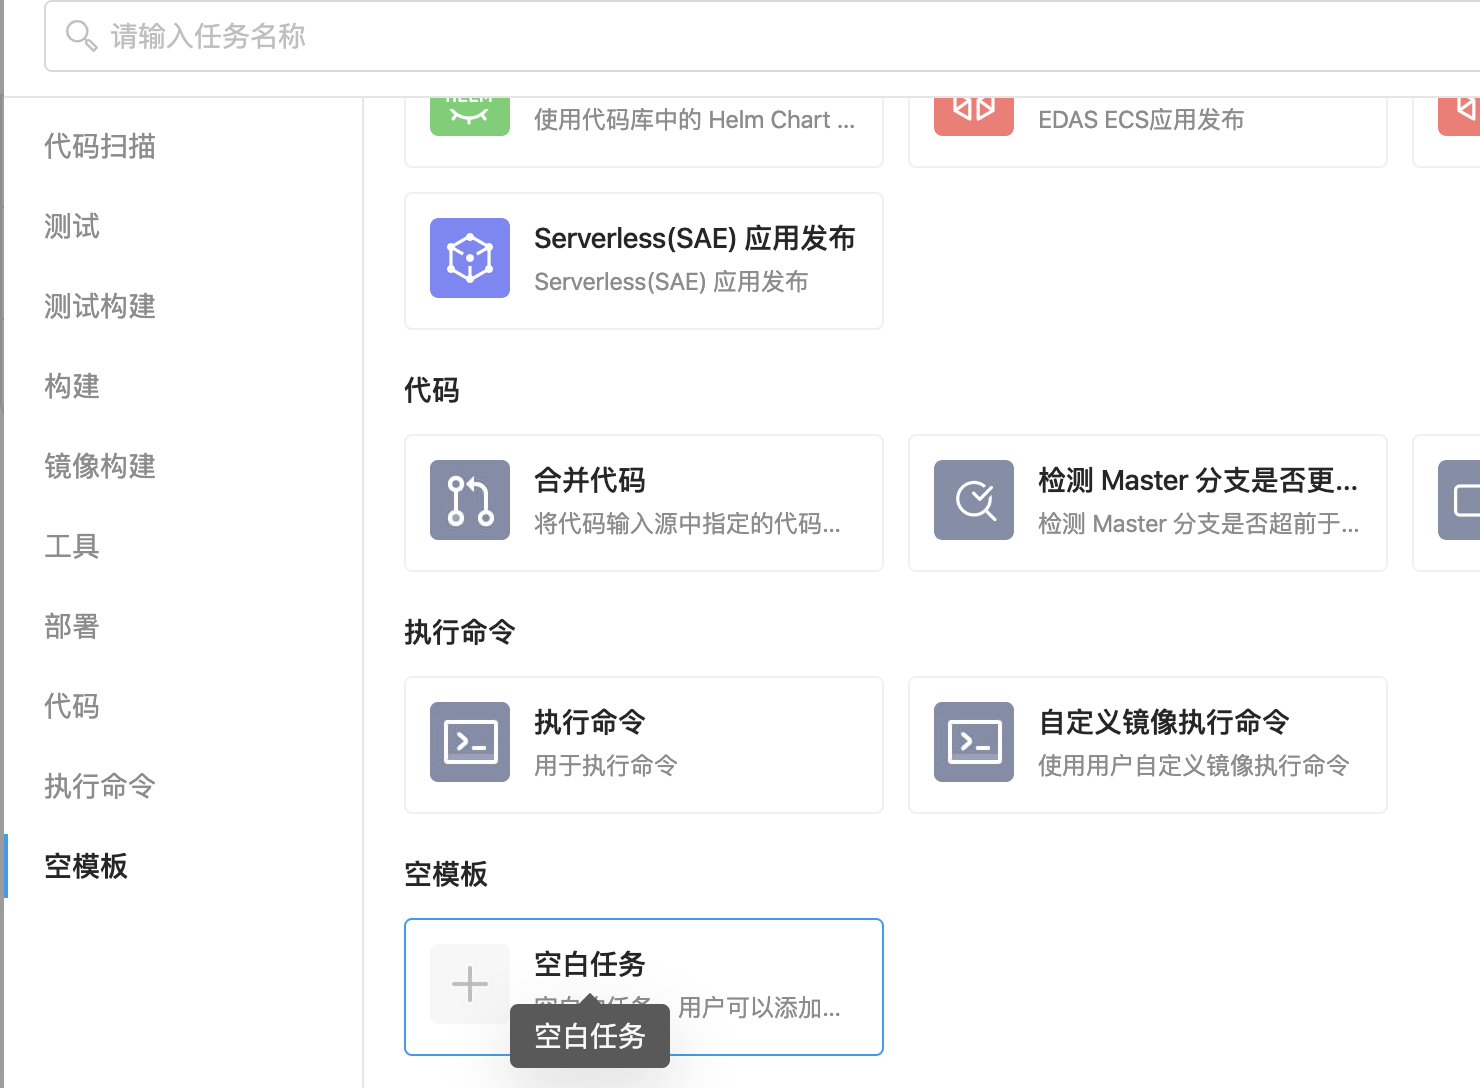 请输入任务名称
代码扫描
测试
测试构建
构建
镜像构建
工具
部署
代码
执行命令
空模板
使用代码库中的 Helm Chart ...
EDAS ECS应用发布
Serverless(SAE) 应用发布
Serverless(SAE) 应用发布
代码
合并代码
将代码输入源中指定的代码...
检测 Master 分支是否更...
检测 Master 分支是否超前于...
执行命令
执行命令
用于执行命令
自定义镜像执行命令
使用用户自定义镜像执行命令
空模板
空白任务
用户可以添加...
空白任务